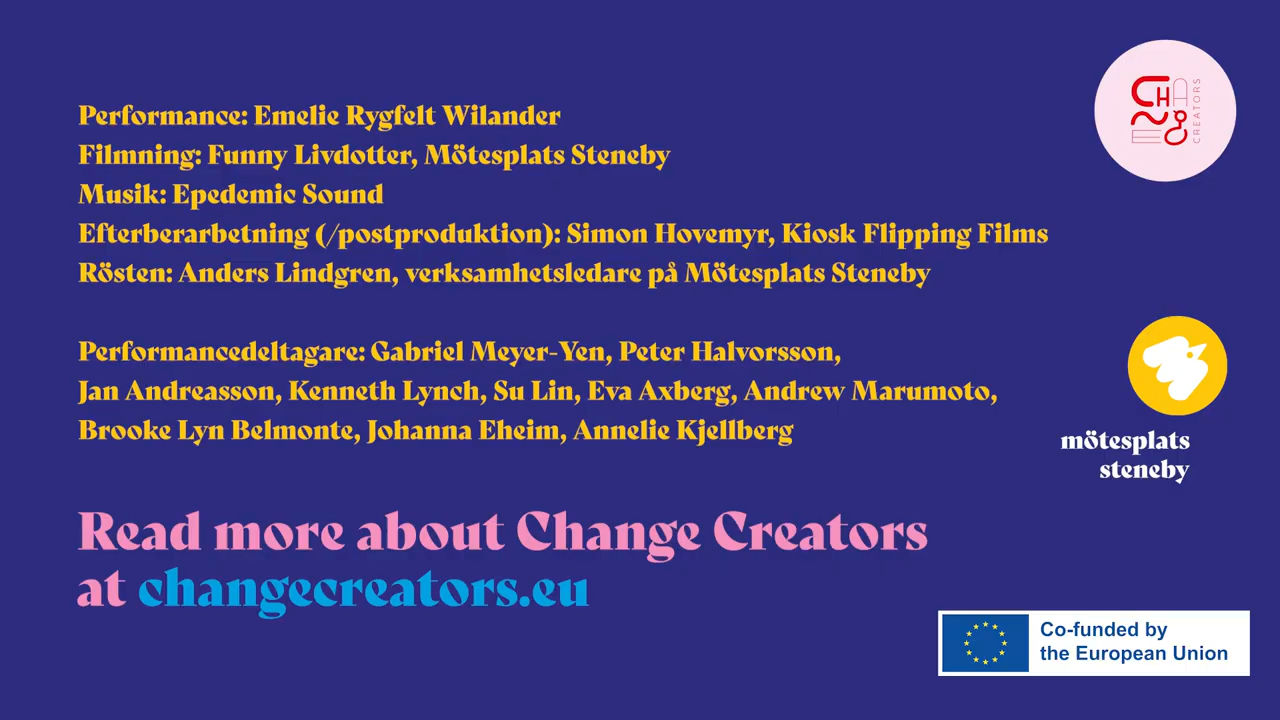 Performance: Emelie Rygfelt Wilander
Filmning: Funny Livdotter, Mötesplats Steneby
Musik: Epedemic Sound
Efterberarbetning (/postproduktion): Simon Hovemyr, Kiosk Flipping Films
Rösten: Anders Lindgren, verksamhetsledare på Mötesplats Steneby
Performancedeltagare: Gabriel Meyer-Yen, Peter Halvorsson,
Jan Andreasson, Kenneth Lynch, Su Lin, Eva Axberg, Andrew Marumoto,
Brooke Lyn Belmonte, Johanna Eheim, Annelie Kjellberg
Read more about Change Creators
at changecreators.eu
CHA
~gE
CREATORS
mötesplats
steneby
Co-funded by
the European Union